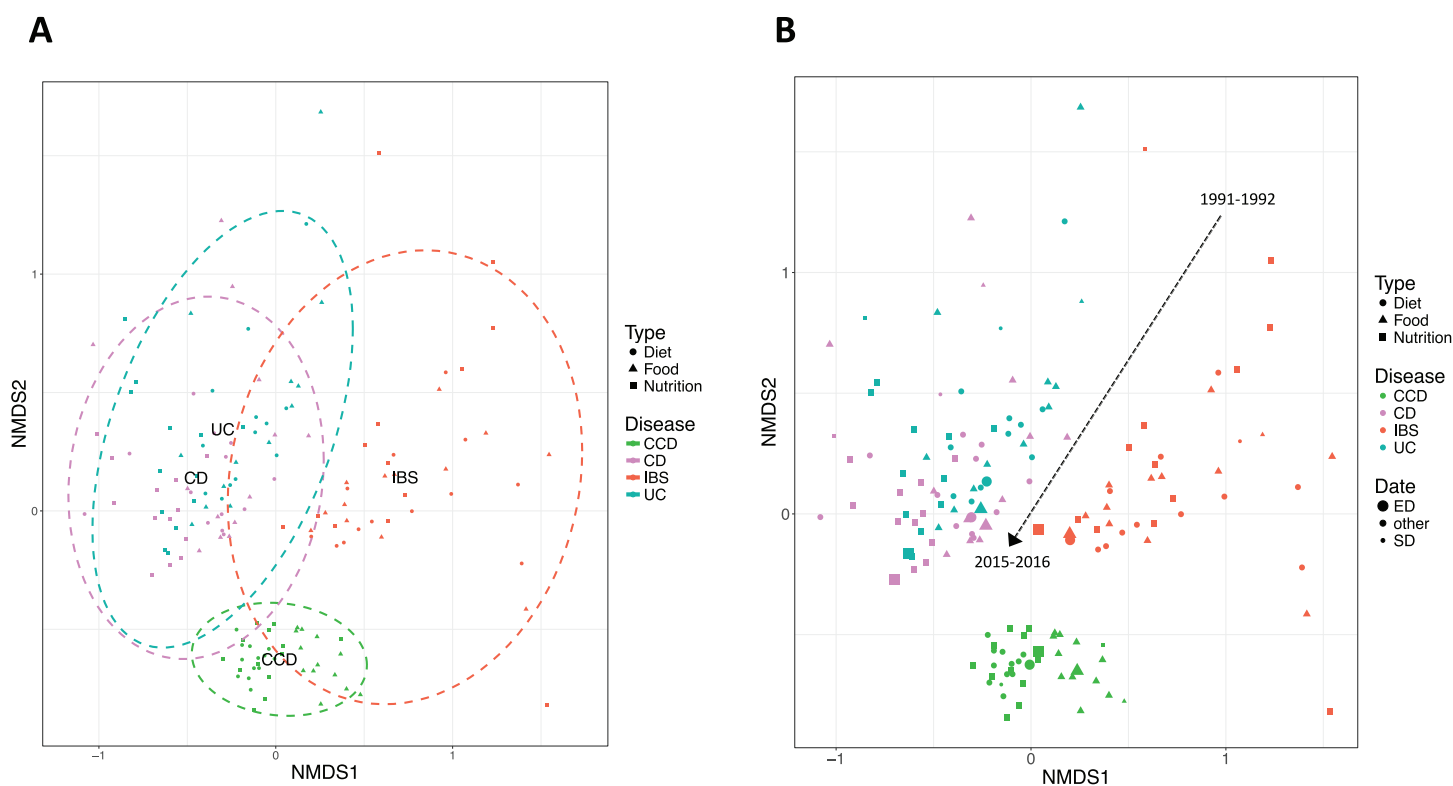 A
NMDS2
1
0
−1
0
1
NMDS1
UC
CD
IBS
CCD
Type
Diet
Food
Nutrition
Disease
CCD
CD
IBS
UC
B
NMDS2
1
0
−1
0
1
NMDS1
1991-1992
2015-2016
Type
Diet
Food
Nutrition
Disease
CCD
CD
IBS
UC
Date
ED
other
SD